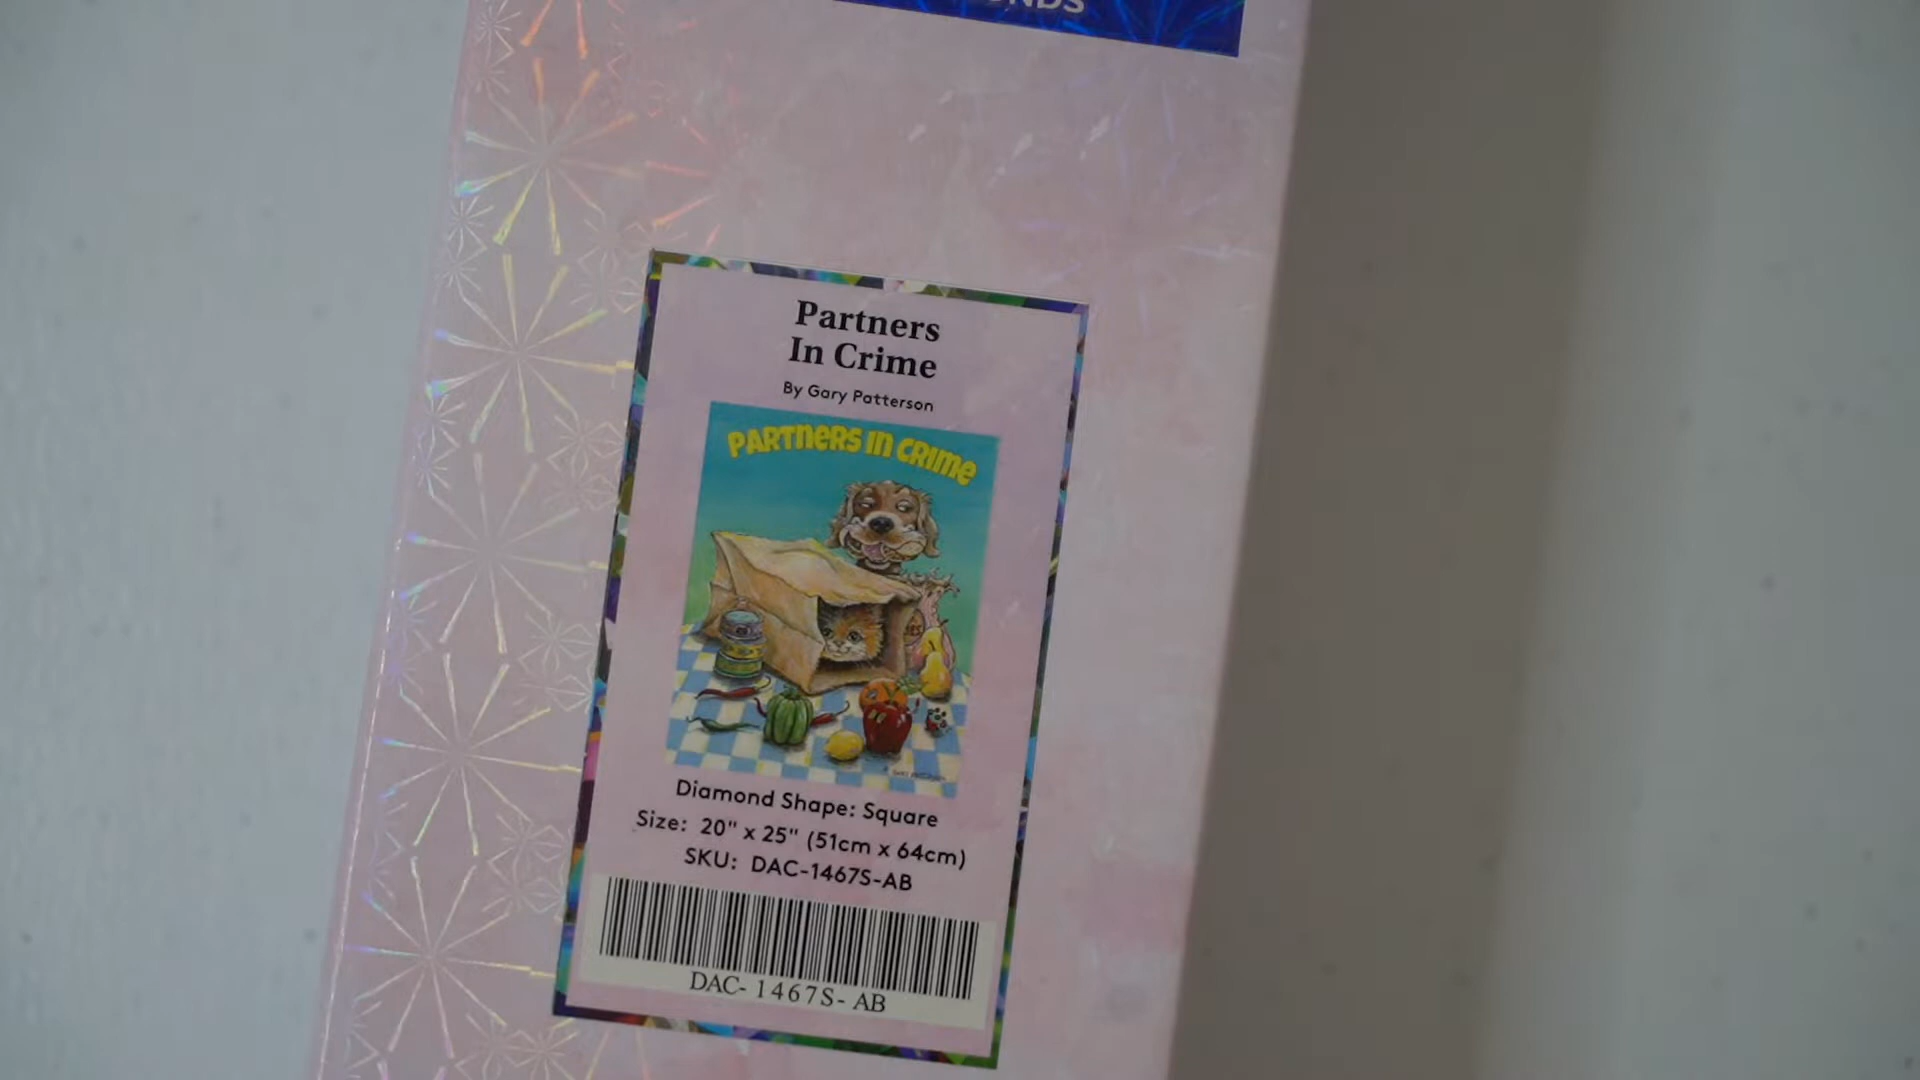 Partners
In Crime
By Gary Patterson
PARTNERS IN CRIME
Diamond Shape: Square
Size: 20" x 25" (51cm x 64cm)
SKU: DAC-1467S-AB
DAC-1467S-AB